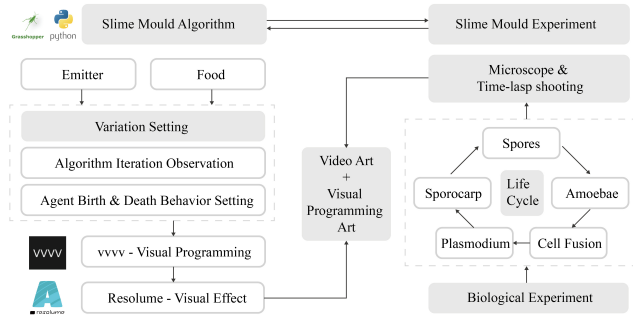 Grasshopper
python
Slime Mould Algorithm
Slime Mould Experiment
Emitter
Food
Variation Setting
Algorithm Iteration Observation
Agent Birth & Death Behavior Setting
VVVV
vvvv - Visual Programming
resolume
Resolume - Visual Effect
Video Art
+
Visual
Programming
Art
Microscope &
Time-lasp shooting
Spores
Sporocarp
Life
Cycle
Amoebae
Plasmodium
Cell Fusion
Biological Experiment